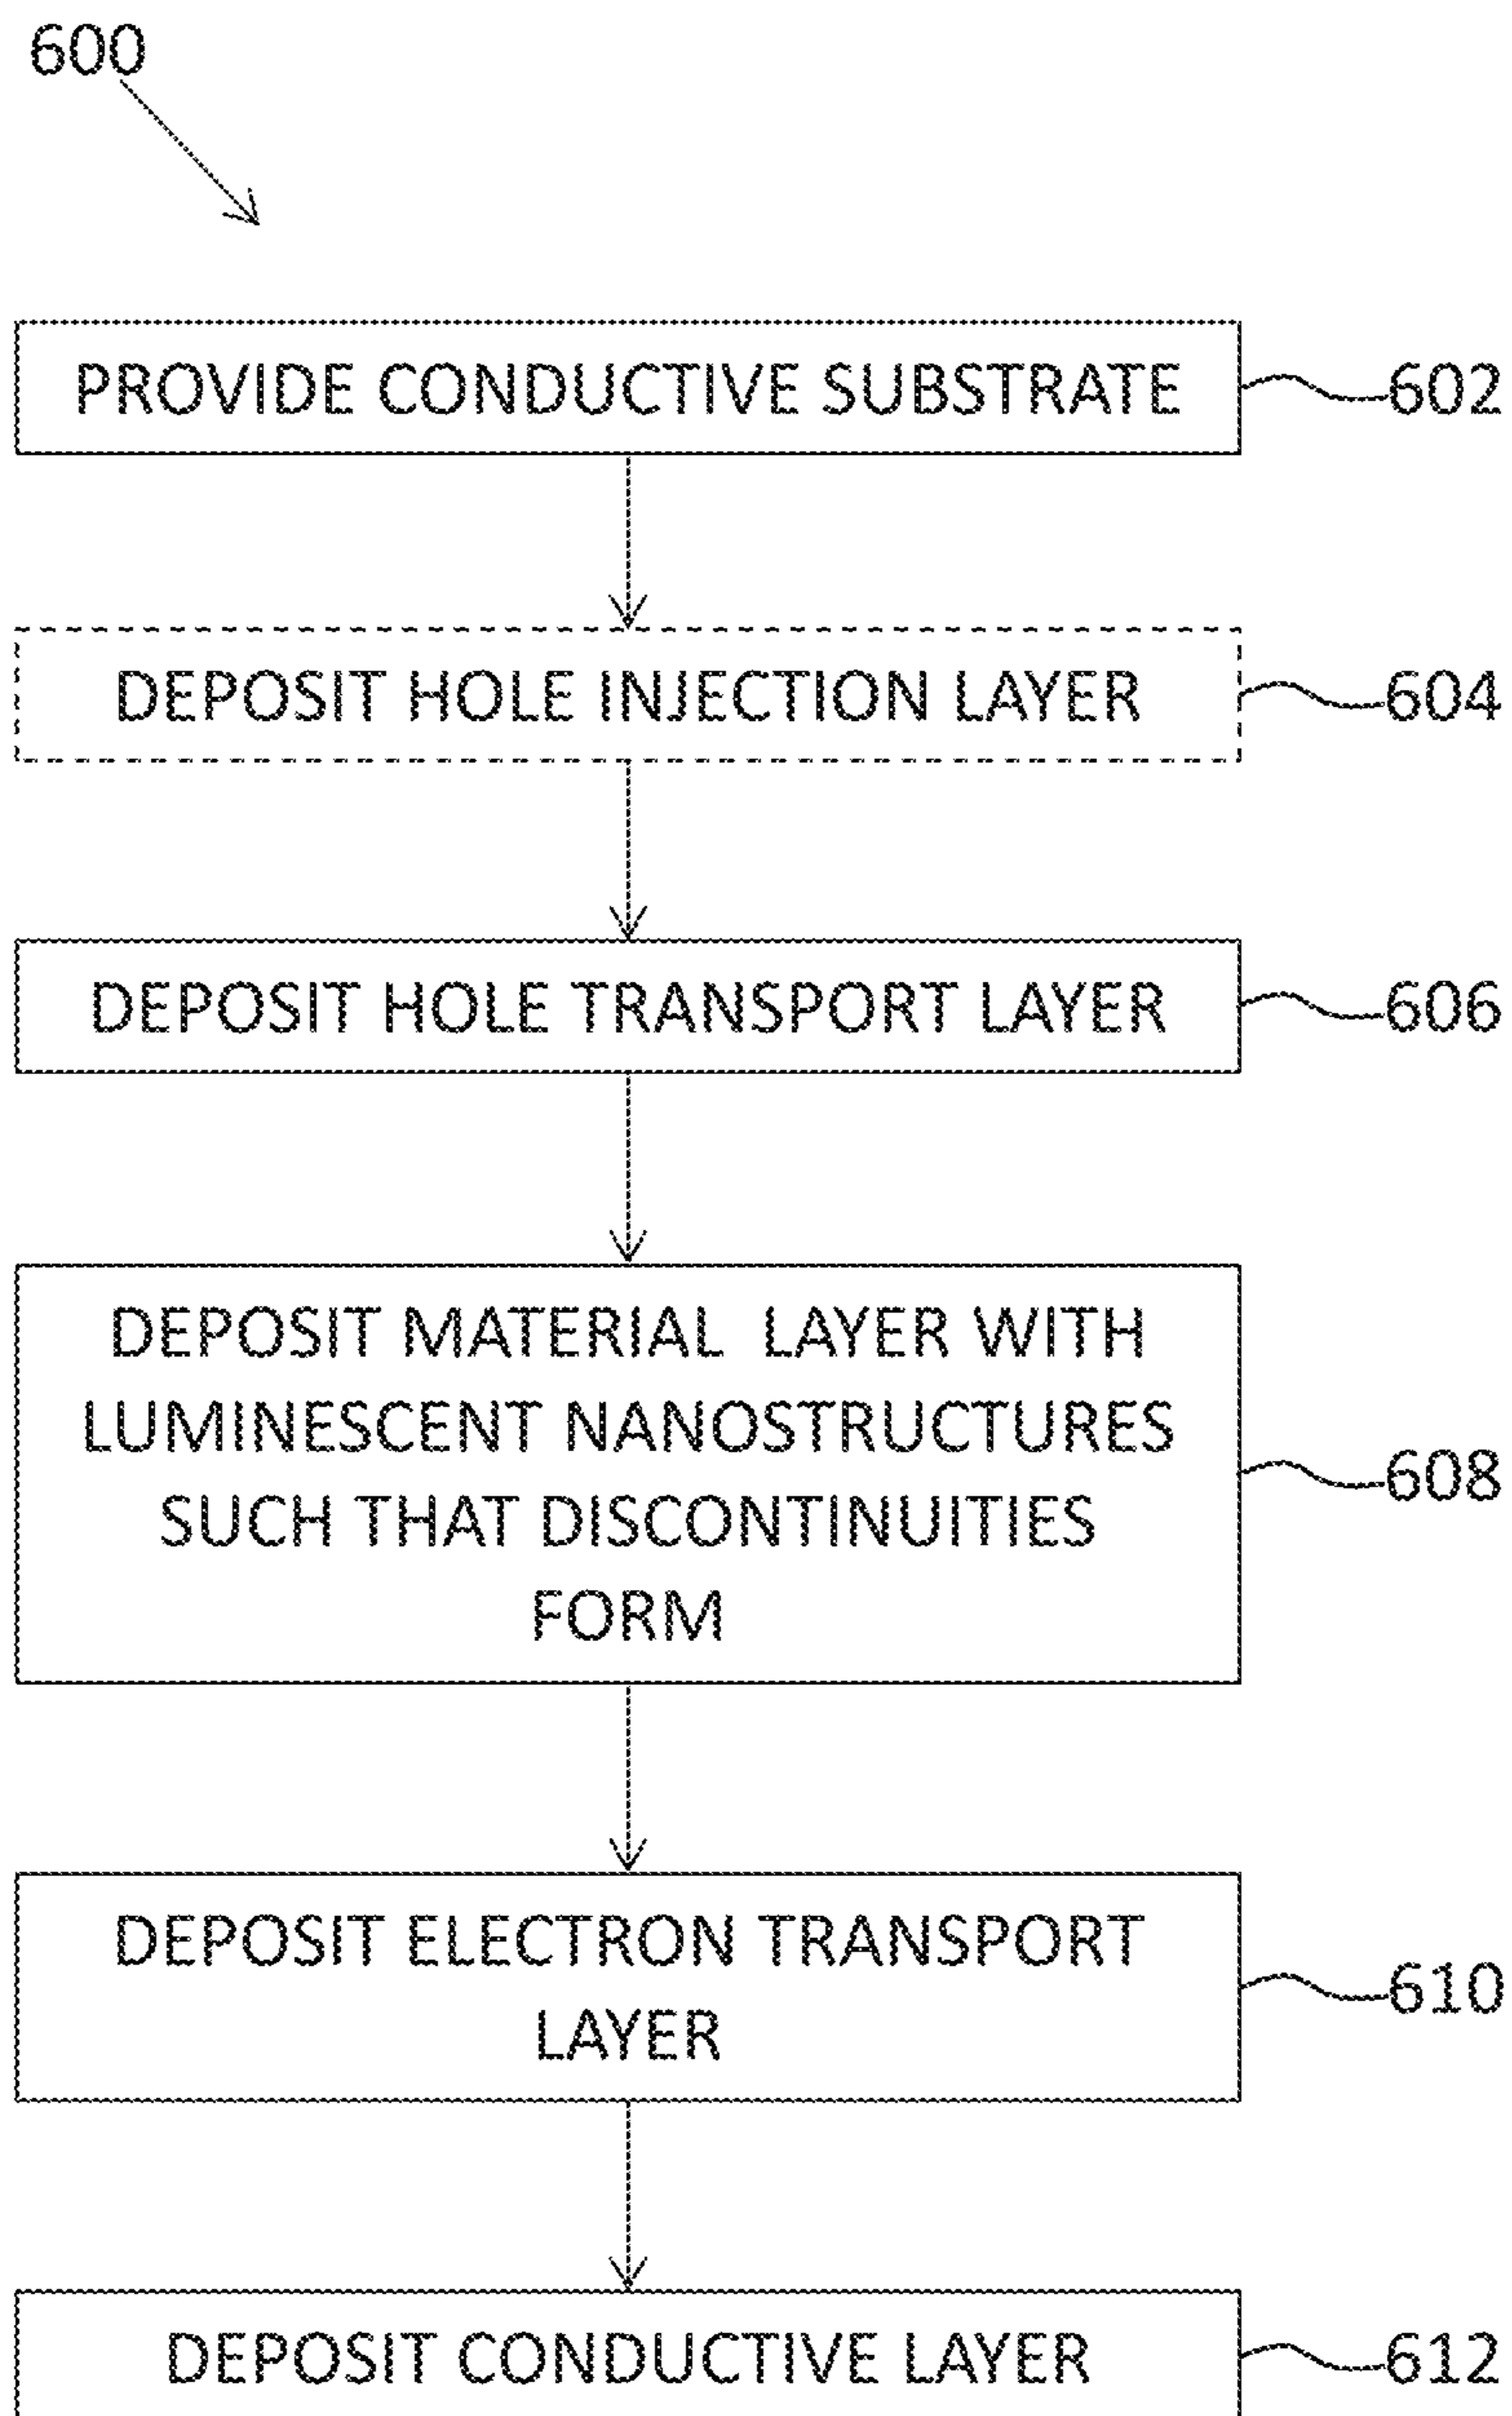 600
PROVIDE CONDUCTIVE SUBSTRATE
602
DEPOSIT HOLE INJECTION LAYER
604
DEPOSIT HOLE TRANSPORT LAYER
606
DEPOSIT MATERIAL LAYER WITH
LUMINESCENT NANOSTRUCTURES
SUCH THAT DISCONTINUITIES
FORM
608
DEPOSIT ELECTRON TRANSPORT
LAYER
610
DEPOSIT CONDUCTIVE LAYER
612